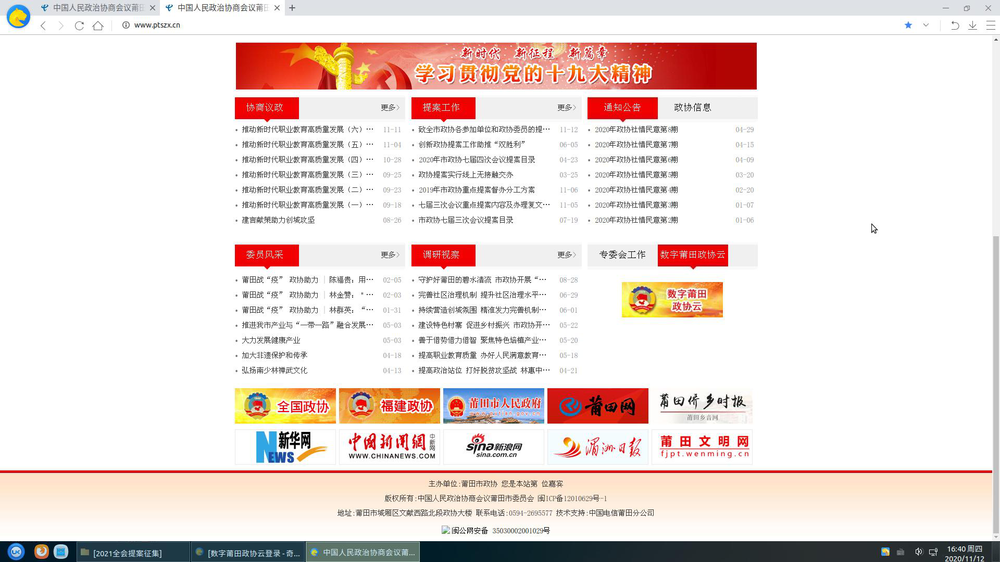 中国人民政治协商会议莆田
中国人民政治协商会议莆田
www.ptszx.cn
新时代 新征程 新篇章
学习贯彻党的十九大精神
协商议政 更多
推动新时代职业教育高质量发展（六）… 11-11
推动新时代职业教育高质量发展（五）… 11-04
推动新时代职业教育高质量发展（四）… 10-28
推动新时代职业教育高质量发展（三）… 09-25
推动新时代职业教育高质量发展（二）… 09-23
推动新时代职业教育高质量发展（一）… 09-18
建言献策助力创城攻坚 08-26
提案工作 更多
致全市政协各参加单位和政协委员的提… 11-12
创新政协提案工作助推“双胜利” 06-05
2020年市政协七届四次会议提案目录 04-23
政协提案实行线上无接触交办 03-25
2019年市政协重点提案督办分工方案 11-06
七届三次会议重点提案内容及办理复文… 11-05
市政协七届三次会议提案目录 07-19
通知公告 政协信息
2020年政协社情民意第8期 04-29
2020年政协社情民意第7期 04-15
2020年政协社情民意第6期 04-09
2020年政协社情民意第5期 03-20
2020年政协社情民意第4期 02-20
2020年政协社情民意第3期 01-07
2020年政协社情民意第2期 01-06
委员风采 更多
莆田战“疫” 政协助力 ｜ 陈福贵：用… 02-05
莆田战“疫” 政协助力 ｜ 林金赞：＂… 02-03
莆田战“疫” 政协助力 ｜ 林群英：“… 01-31
推进我市产业与“一带一路”融合发展… 05-03
大力发展健康产业 05-03
加大非遗保护和传承 04-18
弘扬南少林禅武文化 04-13
调研视察 更多
守护好莆田的碧水清流 市政协开展“… 08-28
完善社区治理机制 提升社区治理水平… 06-29
持续营造创城氛围 精准发力完善机制… 06-01
建设特色村寨 促进乡村振兴 市政协开… 05-22
善于借势借力借智 聚焦特色培植产业… 05-20
提高职业教育质量 办好人民满意教育… 05-18
提高政治站位 打好脱贫攻坚战 林惠中… 04-21
专委会工作 数字莆田政协云
数字莆田
政协云
全国政协
福建政协
莆田市人民政府
www.putian.gov.cn
莆田网
莆田侨乡时报
莆田乡音网
新华网
NEWS
中國新聞網 中新网
WWW.CHINANEWS.COM
sina新浪网
sina.com.cn
湄洲日报
莆田文明网
fjpt.wenming.cn
主办单位:莆田市政协 您是本站第 位嘉宾
版权所有:中国人民政治协商会议莆田市委员会 闽ICP备12010629号-1
地址:莆田市城厢区文献西路北段政协大楼 联系电话:0594-2695577 技术支持:中国电信莆田分公司
闽公网安备 35030002001029号
UK
[2021全会提案征集]
[数字莆田政协云登录 - 奇...
中国人民政治协商会议莆...
16:40 周四
2020/11/12